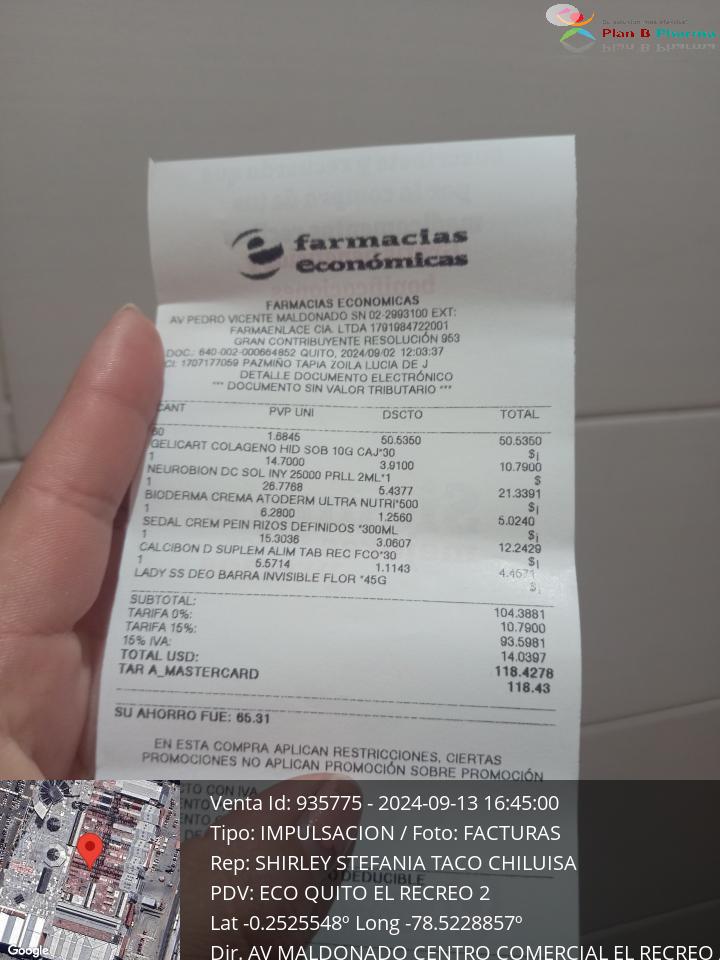 Plan B Pharma
farmacias
económicas
FARMACIAS ECONOMICAS
AV PEDRO VICENTE MALDONADO SN 02-2993100 EXT:
FARMAENLACE CIA. LTDA 1791984722001
GRAN CONTRIBUYENTE RESOLUCIÓN 953
DOC.: 640-002-000664852 QUITO, 2024/09/02 12:03:37
CI: 1707177059 PAZMIÑO TAPIA ZOILA LUCIA DE J
DETALLE DOCUMENTO ELECTRÓNICO
*** DOCUMENTO SIN VALOR TRIBUTARIO ***
CANT PVP UNI DSCTO TOTAL
60 1.6845 50.5350 50.5350
GELICART COLAGENO HID SOB 10G CAJ*30 $¡
1 14.7000 3.9100 10.7900
NEUROBION DC SOL INY 25000 PRLL 2ML*1 $
1 26.7768 5.4377 21.3391
BIODERMA CREMA ATODERM ULTRA NUTRI*500 $¡
1 6.2800 1.2560 5.0240
SEDAL CREM PEIN RIZOS DEFINIDOS *300ML $¡
1 15.3036 3.0607 12.2429
CALCIBON D SUPLEM ALIM TAB REC FCO*30 $¡
1 5.5714 1.1143 4.4571
LADY SS DEO BARRA INVISIBLE FLOR *45G $¡
SUBTOTAL: 104.3881
TARIFA 0%: 10.7900
TARIFA 15%: 93.5981
15% IVA: 14.0397
TOTAL USD: 118.4278
TAR A_MASTERCARD 118.43
SU AHORRO FUE: 65.31
EN ESTA COMPRA APLICAN RESTRICCIONES, CIERTAS
PROMOCIONES NO APLICAN PROMOCIÓN SOBRE PROMOCIÓN
CTO CON IVA
DEDUCIBLE
Venta Id: 935775 - 2024-09-13 16:45:00
Tipo: IMPULSACION / Foto: FACTURAS
Rep: SHIRLEY STEFANIA TACO CHILUISA
PDV: ECO QUITO EL RECREO 2
Lat -0.2525548º Long -78.5228857º
Dir. AV MALDONADO CENTRO COMERCIAL EL RECREO
Google